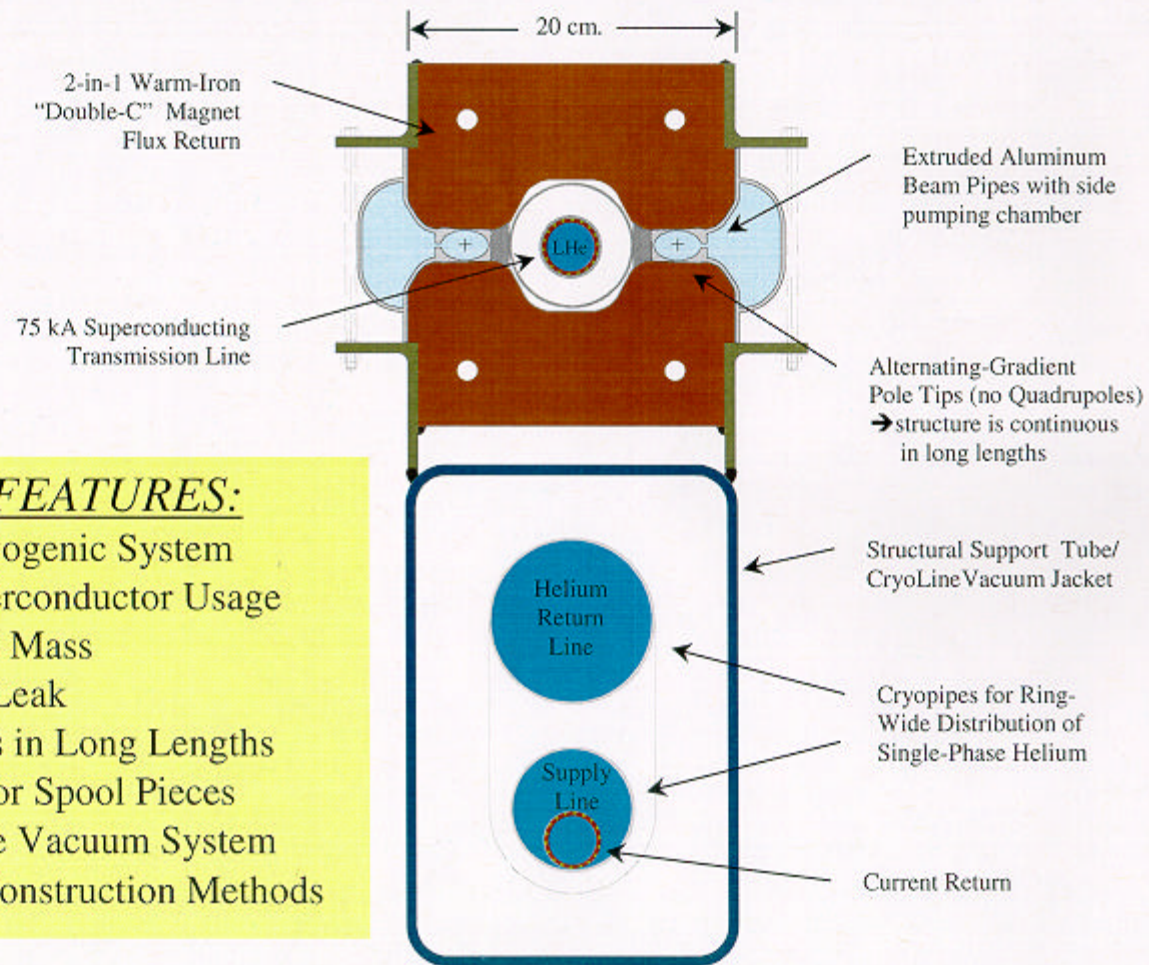 20 cm.
2-in-1 Warm-Iron
“Double-C” Magnet
Flux Return
Extruded Aluminum
Beam Pipes with side
pumping chamber
LHe
+
+
75 kA Superconducting
Transmission Line
Alternating-Gradient
Pole Tips (no Quadrupoles)
➔structure is continuous
in long lengths
FEATURES:
ogenic System
erconductor Usage
Mass
Leak
s in Long Lengths
or Spool Pieces
e Vacuum System
onstruction Methods
Structural Support Tube/
CryoLineVacuum Jacket
Helium
Return
Line
Cryopipes for Ring-
Wide Distribution of
Single-Phase Helium
Supply
Line
Current Return